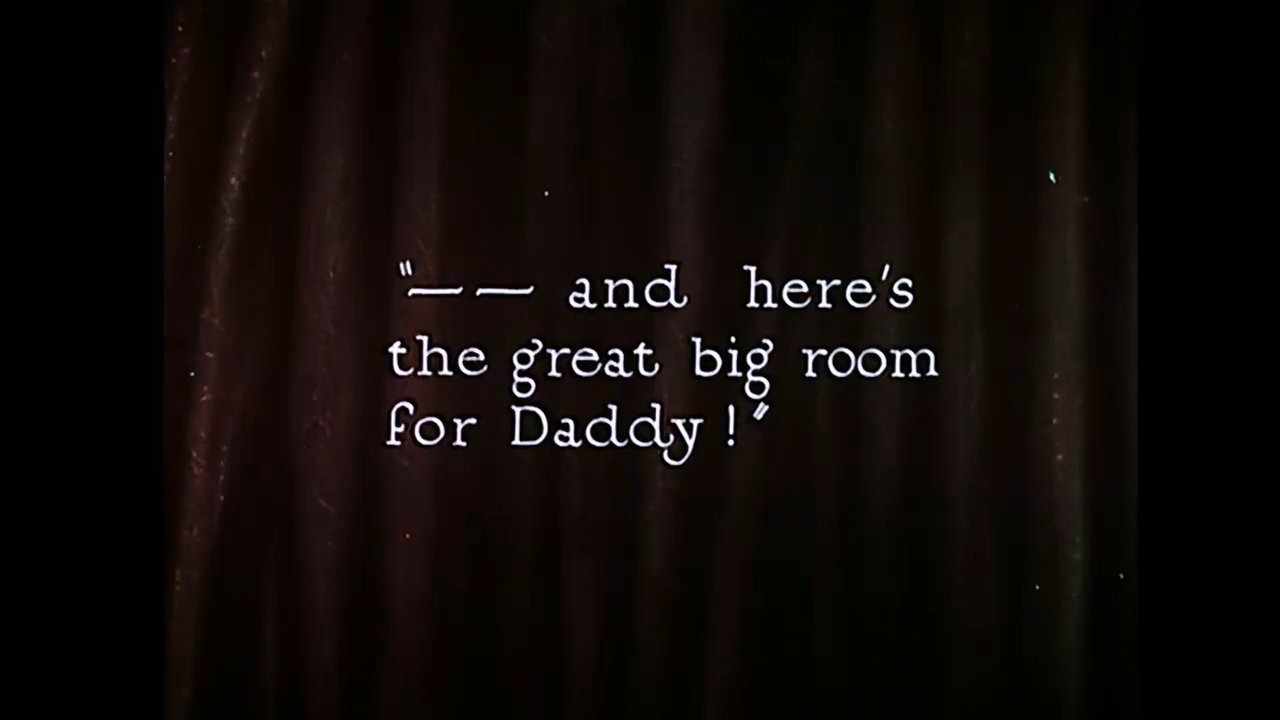 "—— and here's
the great big room
for Daddy!"